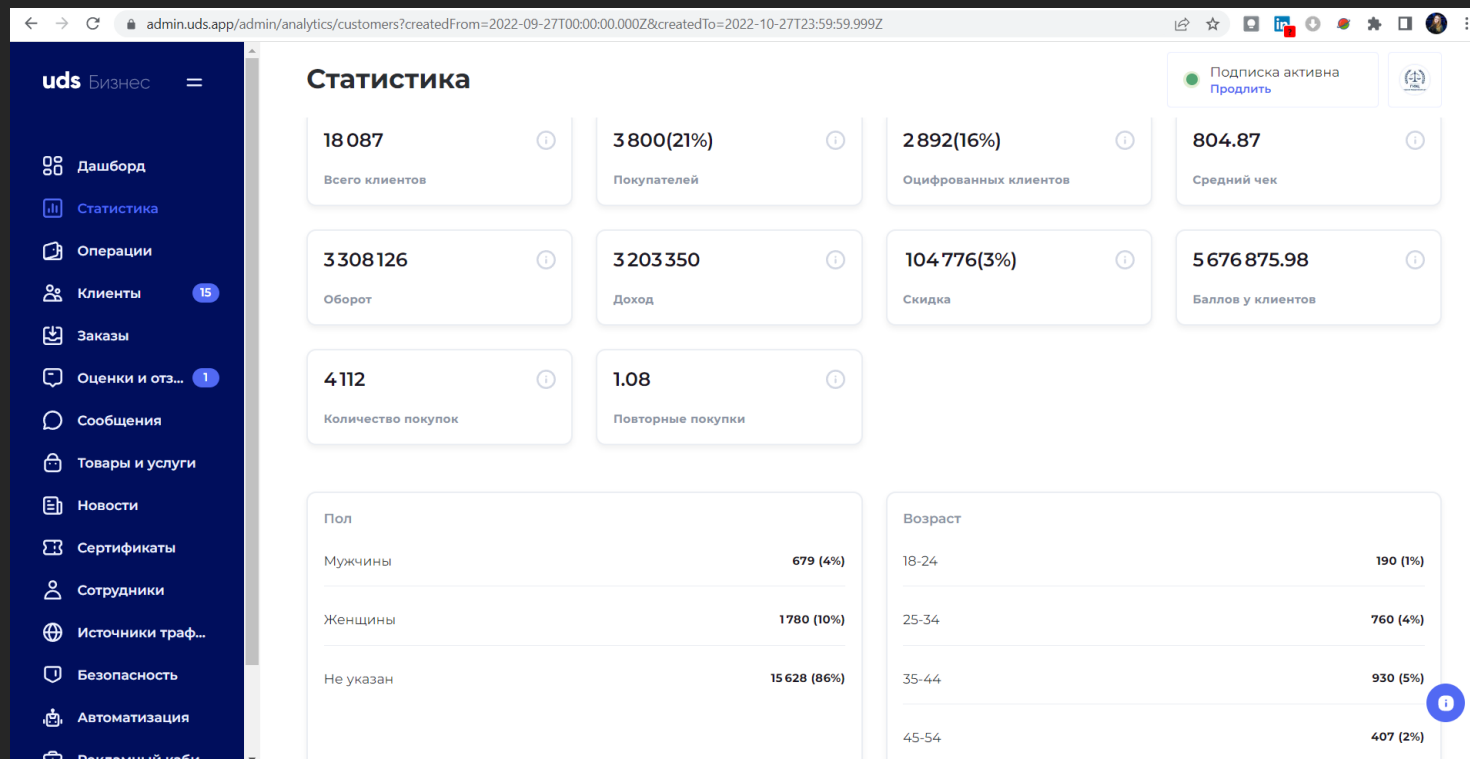 admin.uds.app/admin/analytics/customers?createdFrom=2022-09-27T00:00:00.000Z&createdTo=2022-10-27T23:59:59.999Z
uds Бизнес
Дашборд
Статистика
Операции
Клиенты 15
Заказы
Оценки и отз... 1
Сообщения
Товары и услуги
Новости
Сертификаты
Сотрудники
Источники траф...
Безопасность
Автоматизация
Статистика
Подписка активна
Продлить
18 087
Всего клиентов
3 800(21%)
Покупателей
2 892(16%)
Оцифрованных клиентов
804.87
Средний чек
3 308 126
Оборот
3 203 350
Доход
104 776(3%)
Скидка
5 676 875.98
Баллов у клиентов
4 112
Количество покупок
1.08
Повторные покупки
Пол
Мужчины 679 (4%)
Женщины 1 780 (10%)
Не указан 15 628 (86%)
Возраст
18-24 190 (1%)
25-34 760 (4%)
35-44 930 (5%)
45-54 407 (2%)